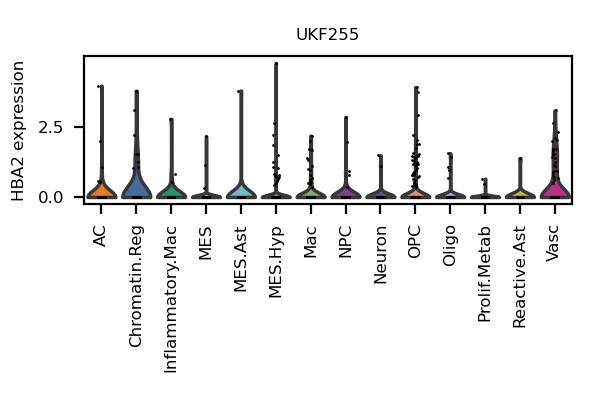 UKF255
HBA2 expression
2.5
0.0
AC
Chromatin.Reg
Inflammatory.Mac
MES
MES.Ast
MES.Hyp
Mac
NPC
Neuron
OPC
Oligo
Prolif.Metab
Reactive.Ast
Vasc